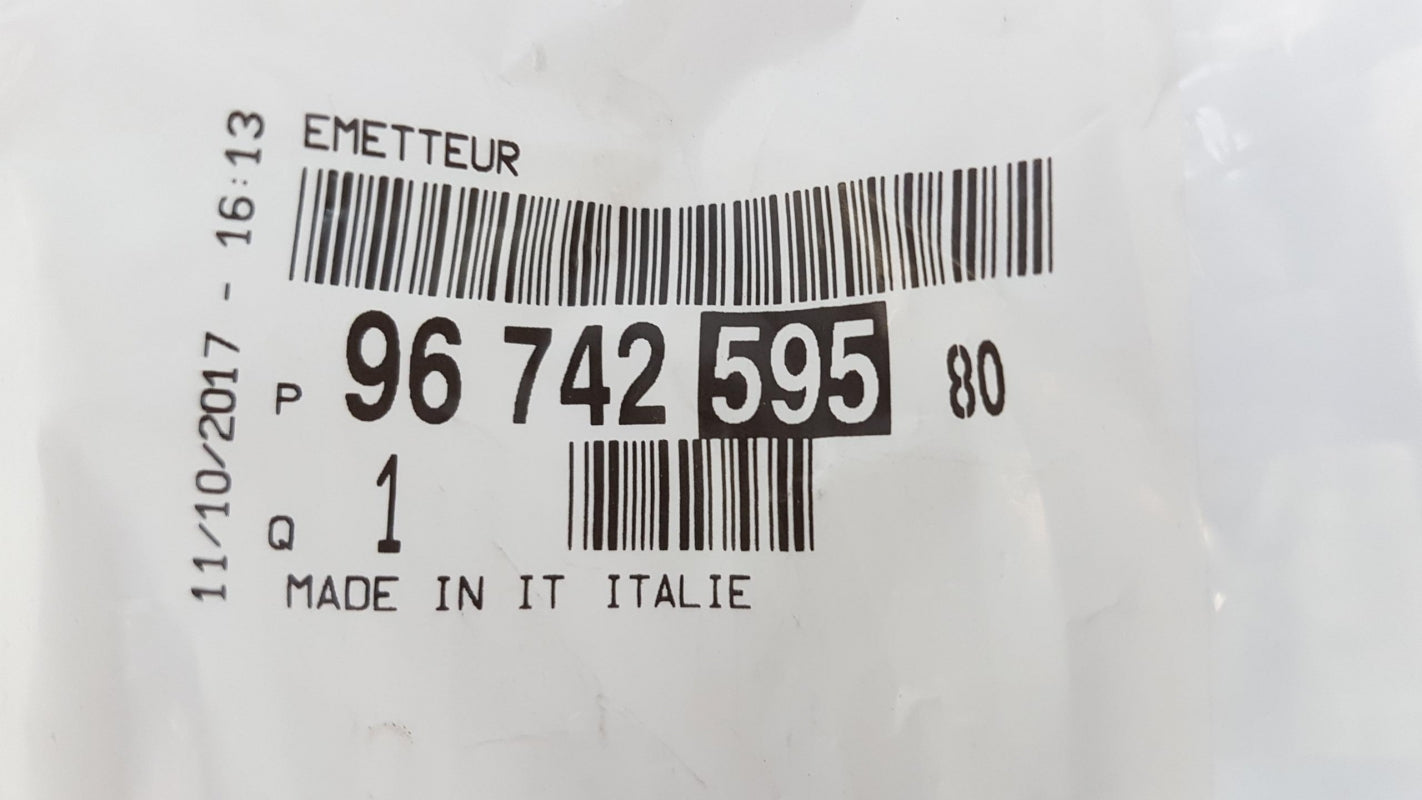 11/10/2017 - 16:13
EMETTEUR
P 96 742 595 80
Q 1
MADE IN IT ITALIE